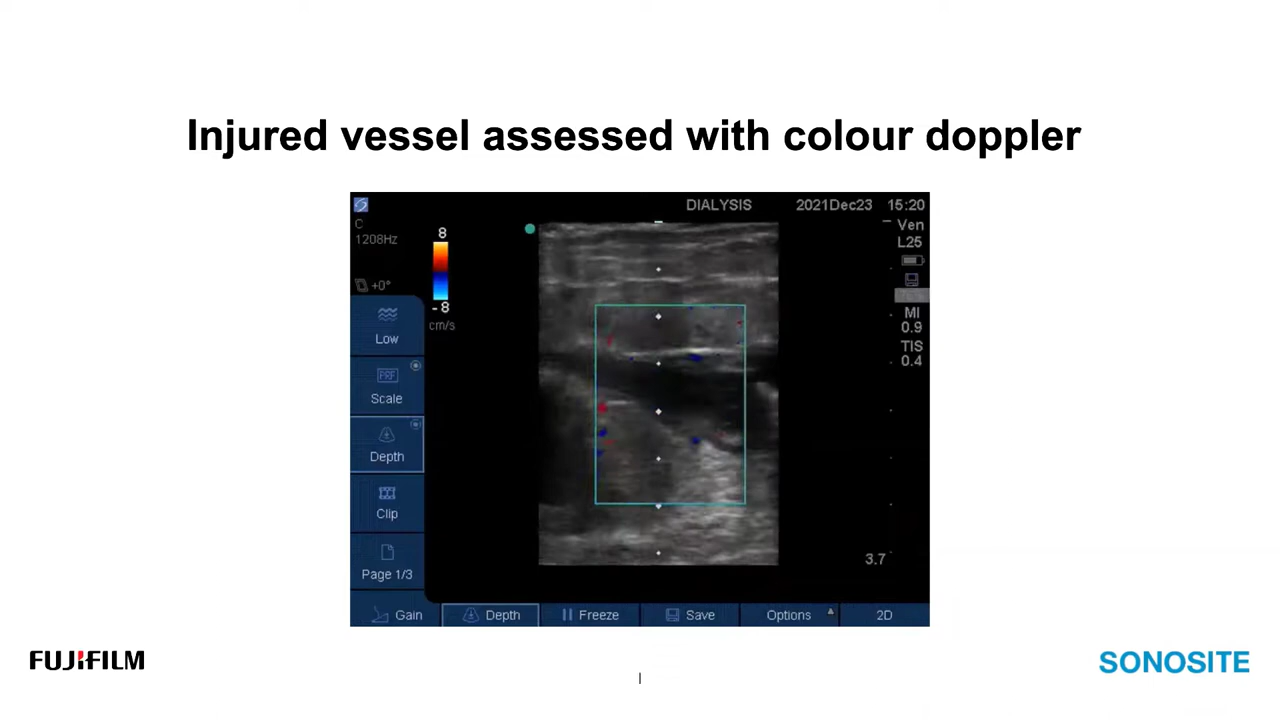 Injured vessel assessed with colour doppler
DIALYSIS 2021Dec23 15:20
C
1208Hz
8
Ven
L25
+0°
-8
cm/s
MI
0.9
TIS
0.4
Low
Scale
Depth
Clip
Page 1/3
3.7
Gain Depth Freeze Save Options 2D
FUJIFILM
SONOSITE